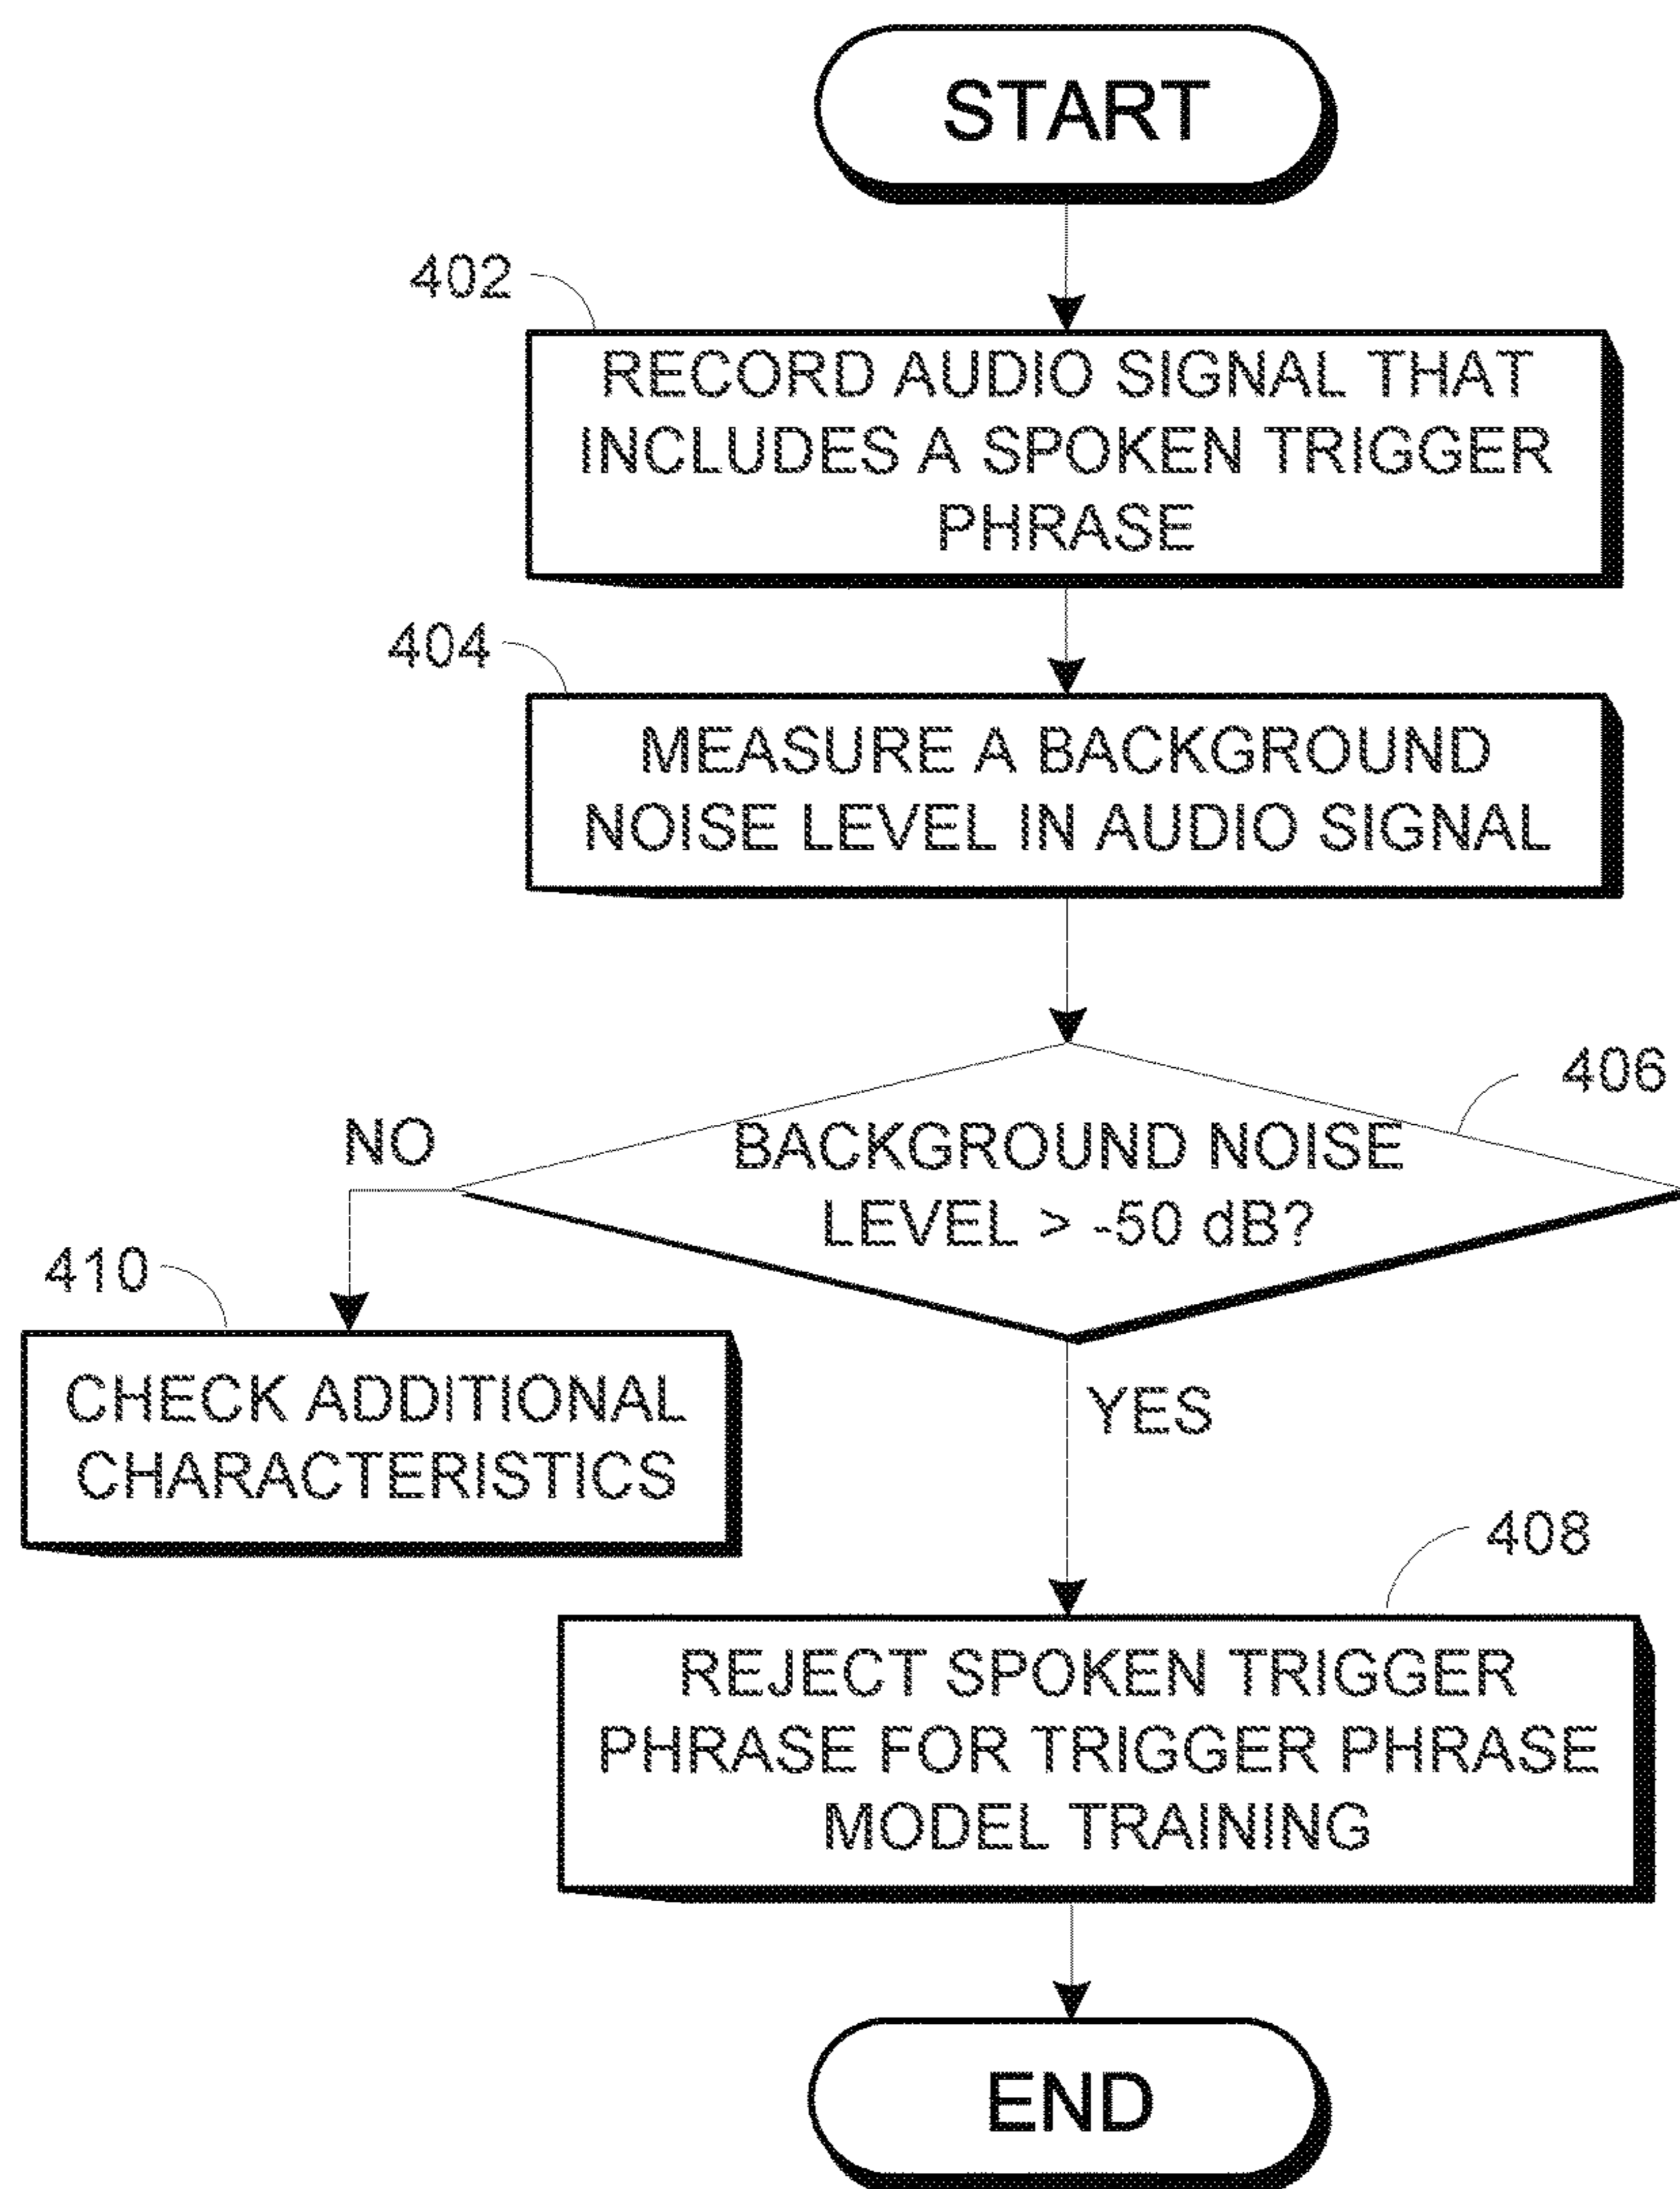 START
402
RECORD AUDIO SIGNAL THAT
INCLUDES A SPOKEN TRIGGER
PHRASE
404
MEASURE A BACKGROUND
NOISE LEVEL IN AUDIO SIGNAL
406
BACKGROUND NOISE
LEVEL > -50 dB?
NO
410
CHECK ADDITIONAL
CHARACTERISTICS
YES
408
REJECT SPOKEN TRIGGER
PHRASE FOR TRIGGER PHRASE
MODEL TRAINING
END